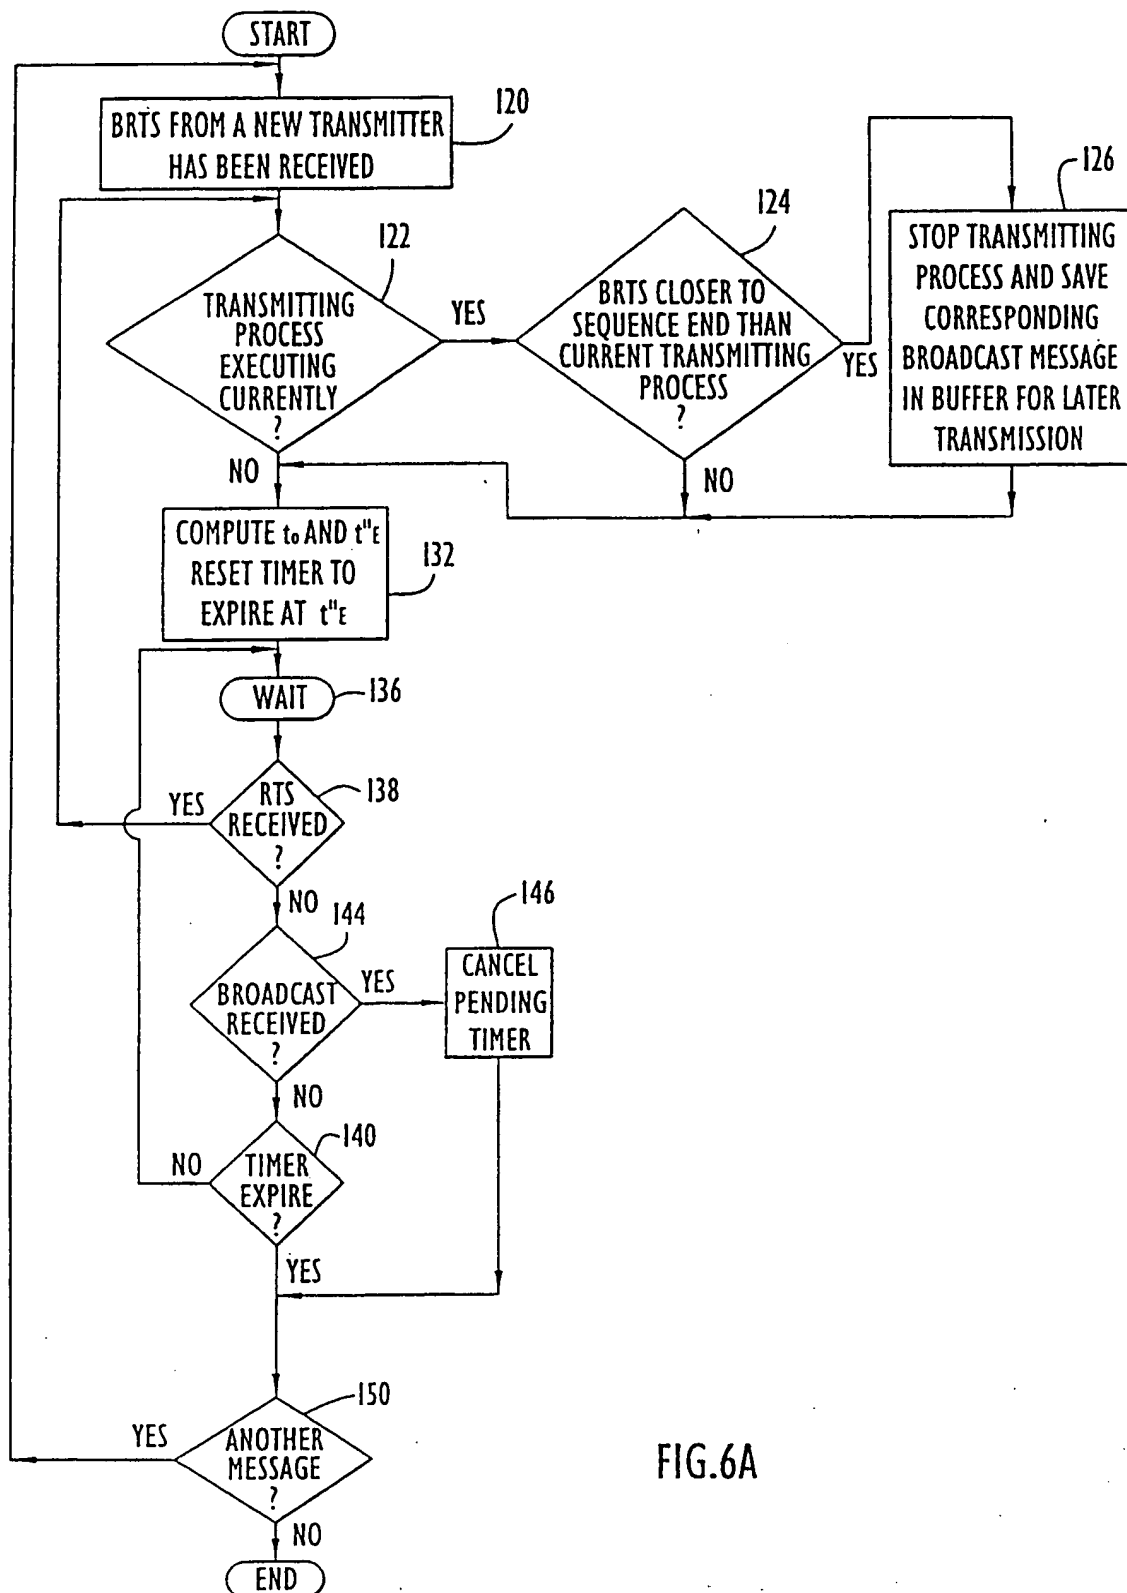 START
BRTS FROM A NEW TRANSMITTER
HAS BEEN RECEIVED
120
TRANSMITTING
PROCESS
EXECUTING
CURRENTLY
?
122
YES
NO
BRTS CLOSER TO
SEQUENCE END THAN
CURRENT TRANSMITTING
PROCESS
?
124
YES
NO
STOP TRANSMITTING
PROCESS AND SAVE
CORRESPONDING
BROADCAST MESSAGE
IN BUFFER FOR LATER
TRANSMISSION
126
COMPUTE to AND t"E
RESET TIMER TO
EXPIRE AT t"E
132
WAIT
136
RTS
RECEIVED
?
138
YES
NO
BROADCAST
RECEIVED
?
144
YES
NO
CANCEL
PENDING
TIMER
146
TIMER
EXPIRE
?
140
NO
YES
ANOTHER
MESSAGE
?
150
YES
NO
END
FIG.6A